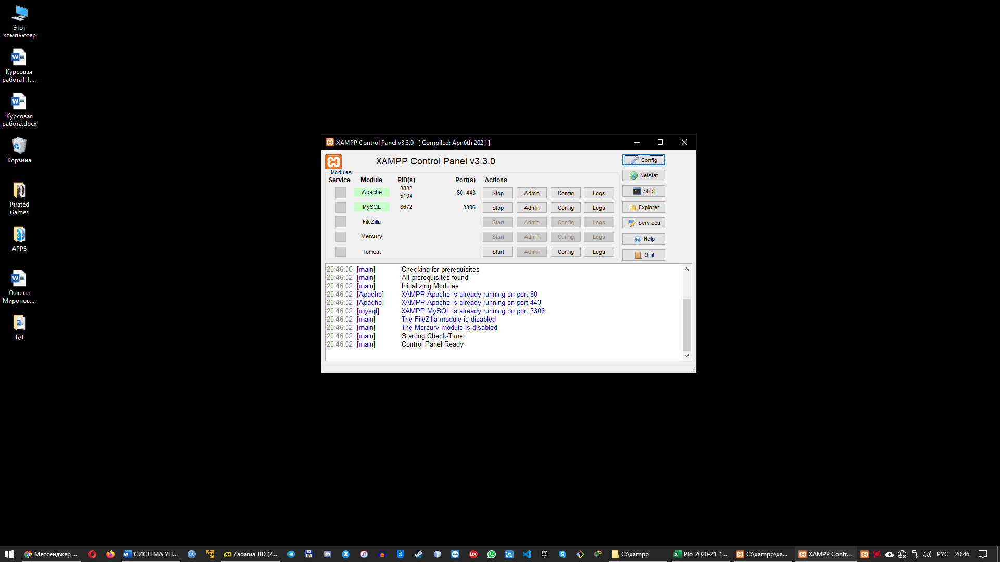 Этот
компьютер
Курсовая
работа1.1....
Курсовая
работа.docx
Корзина
Pirated
Games
APPS
Ответы
Миронов....
БД
XAMPP Control Panel v3.3.0 [ Compiled: Apr 6th 2021 ]
XAMPP Control Panel v3.3.0
Config
Modules
Service Module PID(s) Port(s) Actions
Netstat
Apache 8832 5104 80, 443 Stop Admin Config Logs
Shell
MySQL 8672 3306 Stop Admin Config Logs
Explorer
FileZilla Start Admin Config Logs
Services
Mercury Start Admin Config Logs
Help
Tomcat Start Admin Config Logs
Quit
20:46:00 [main] Checking for prerequisites
20:46:02 [main] All prerequisites found
20:46:02 [main] Initializing Modules
20:46:02 [Apache] XAMPP Apache is already running on port 80
20:46:02 [Apache] XAMPP Apache is already running on port 443
20:46:02 [mysql] XAMPP MySQL is already running on port 3306
20:46:02 [main] The FileZilla module is disabled
20:46:02 [main] The Mercury module is disabled
20:46:02 [main] Starting Check-Timer
20:46:02 [main] Control Panel Ready
Мессенджер ... СИСТЕМА УП... Zadania_BD (2... C:\xampp PIo_2020-21_1... C:\xampp\xa... XAMPP Contr... РУС 20:46